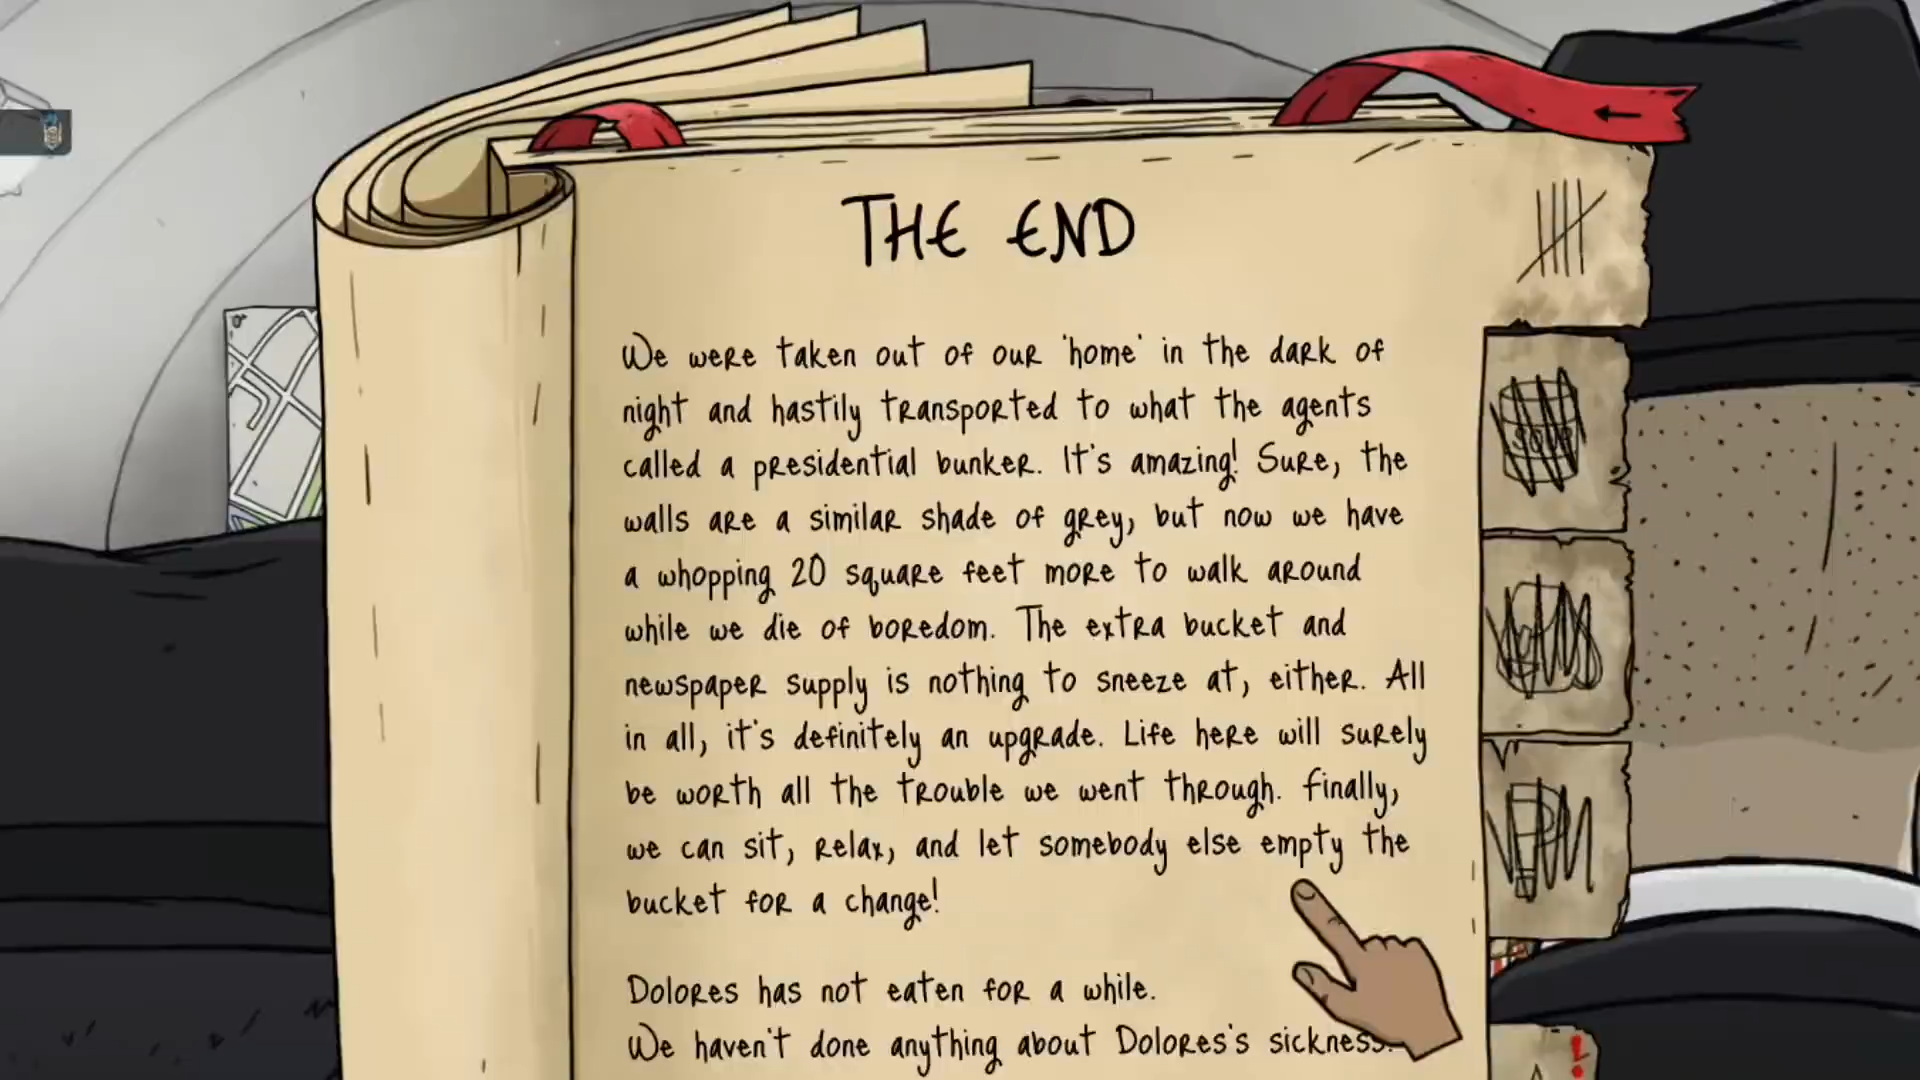 THE END
We were taken out of our 'home' in the dark of
night and hastily transported to what the agents
called a presidential bunker. It's amazing! Sure, the
walls are a similar shade of grey, but now we have
a whopping 20 square feet more to walk around
while we die of boredom. The extra bucket and
newspaper supply is nothing to sneeze at, either. All
in all, it's definitely an upgrade. Life here will surely
be worth all the trouble we went through. Finally,
we can sit, relax, and let somebody else empty the
bucket for a change!
Dolores has not eaten for a while.
We haven't done anything about Dolores's sickness.
SOUP
!